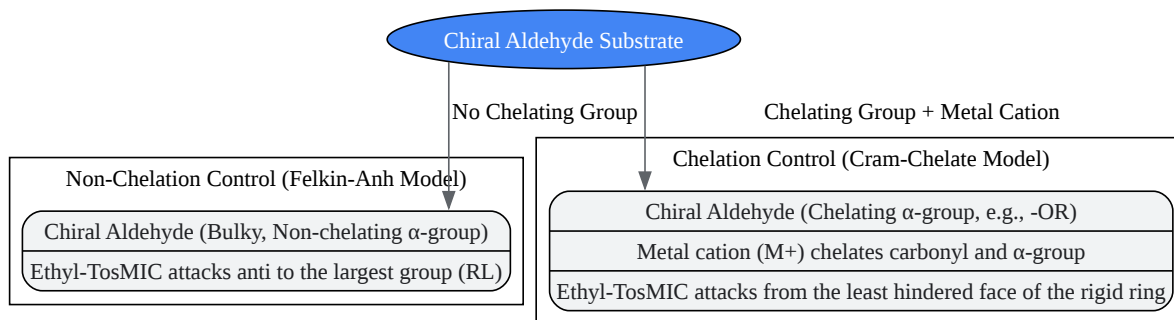 Chiral Aldehyde Substrate
No Chelating Group
Chelating Group + Metal Cation
Non-Chelation Control (Felkin-Anh Model)
Chiral Aldehyde (Bulky, Non-chelating α-group)
Ethyl-TosMIC attacks anti to the largest group (RL)
Chelation Control (Cram-Chelate Model)
Chiral Aldehyde (Chelating α-group, e.g., -OR)
Metal cation (M+) chelates carbonyl and α-group
Ethyl-TosMIC attacks from the least hindered face of the rigid ring